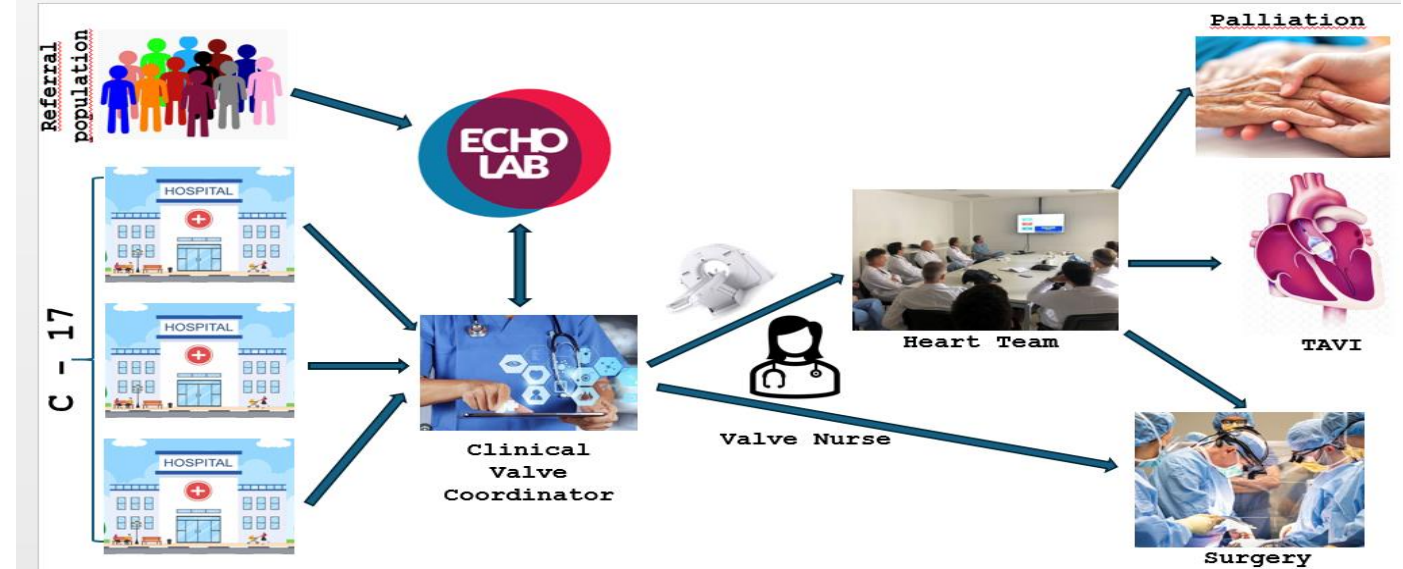 Palliation
Referral
population
ECHO
LAB
HOSPITAL
C - 17
HOSPITAL
HOSPITAL
Clinical
Valve
Coordinator
Valve Nurse
Heart Team
TAVI
Surgery